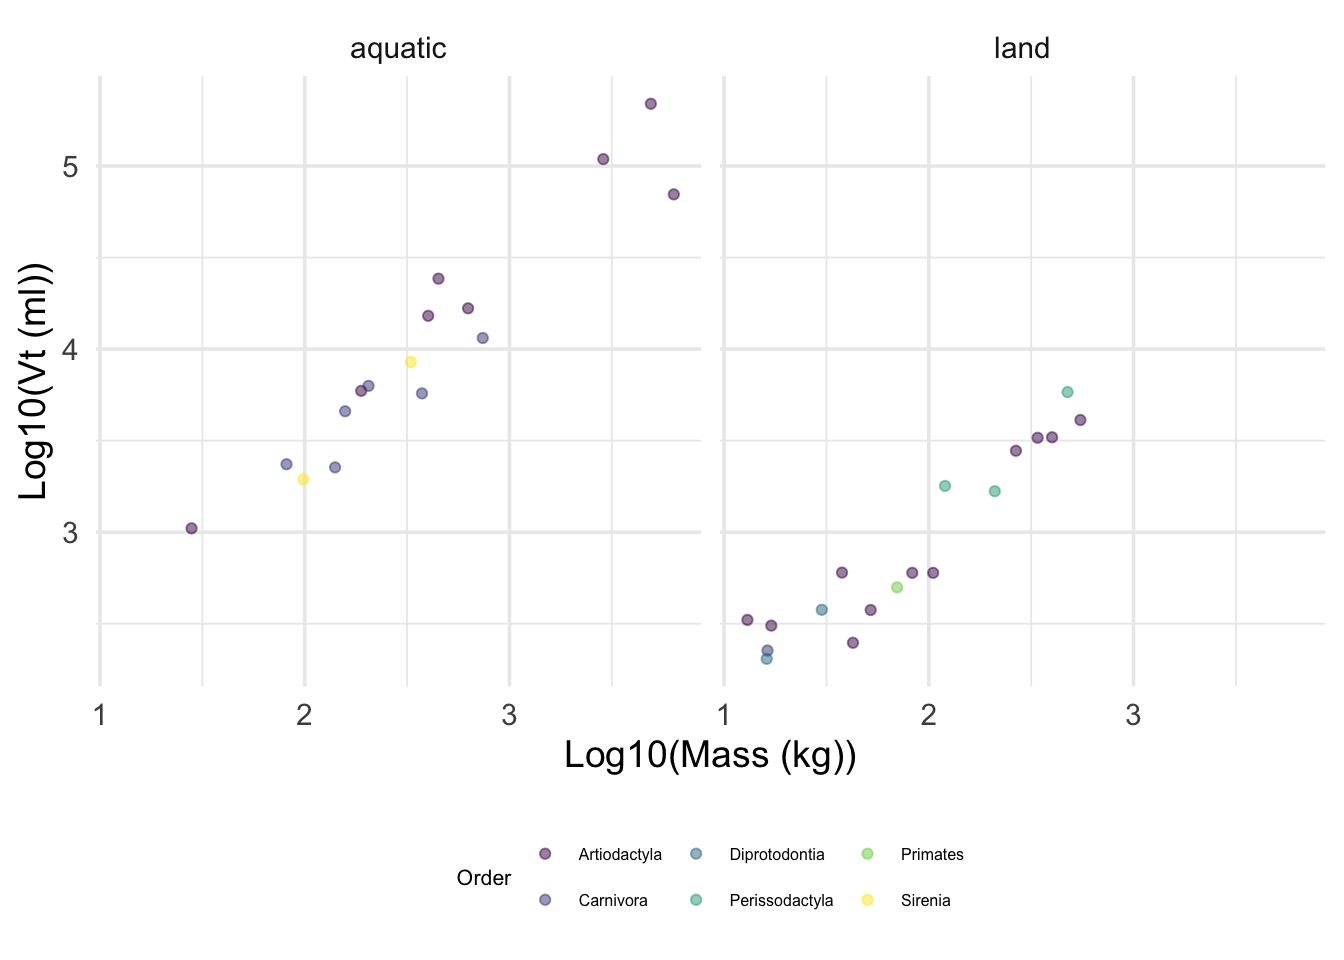 aquatic land
5
4
3
1 2 3 1 2 3
Log10(Vt (ml))
Log10(Mass (kg))
Order
Artiodactyla Diprotodontia Primates
Carnivora Perissodactyla Sirenia